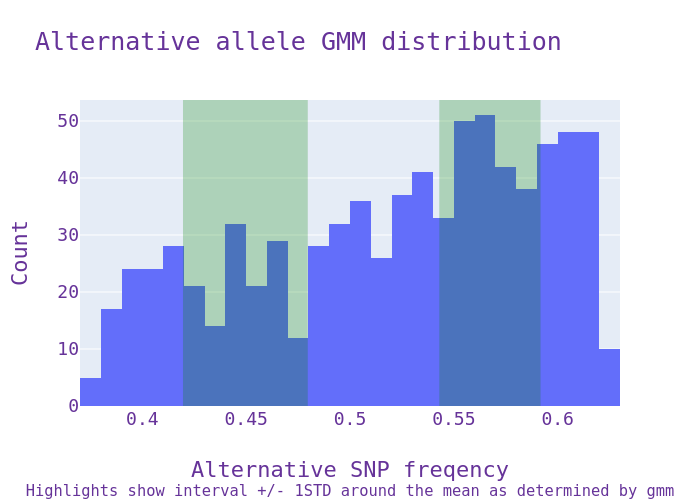 Alternative allele GMM distribution
50
40
30
20
10
0
Count
0.4 0.45 0.5 0.55 0.6
Alternative SNP freqency
Highlights show interval +/- 1STD around the mean as determined by gmm